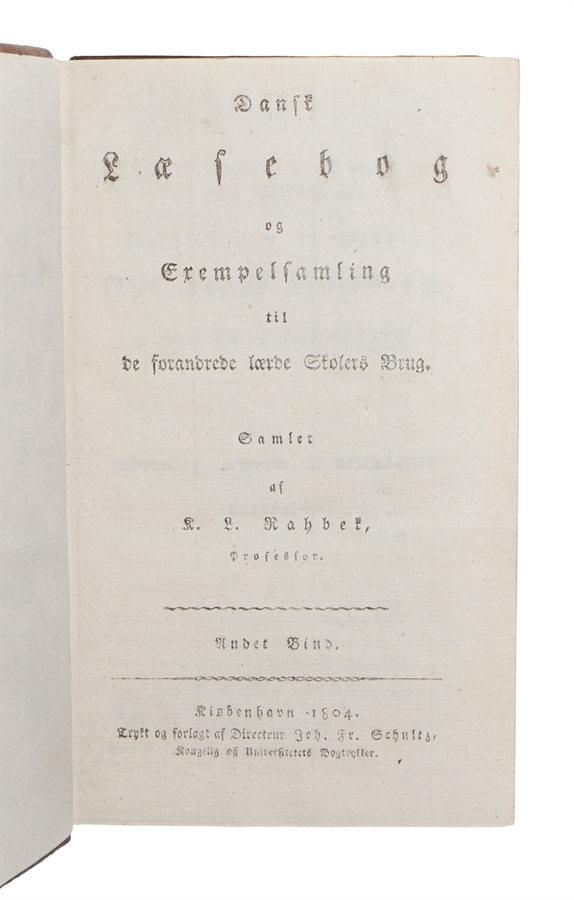 Dansk
Læsebog
og
Exempelsamling
til
de forandrede lærde Skolers Brug.
Samlet
af
K. L. Rahbek,
Professor.
Andet Bind.
Kiøbenhavn 1804.
Trykt og forlagt af Directeur Joh. Fr. Schultz,
Kongelig og Universitetets Bogtrykker.